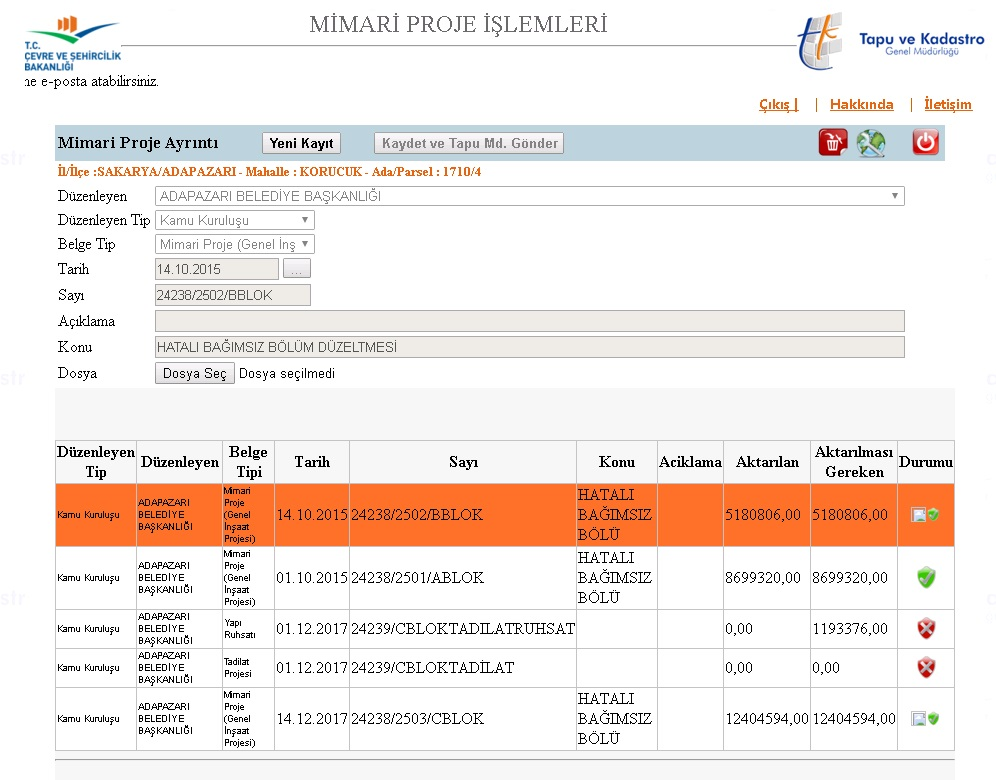 MİMARİ PROJE İŞLEMLERİ
T.C.
ÇEVRE VE ŞEHİRCİLİK
BAKANLIĞI
Tapu ve Kadastro
Genel Müdürlüğü
ne e-posta atabilirsiniz.
Çıkış | | Hakkında | İletişim
Mimari Proje Ayrıntı Yeni Kayıt Kaydet ve Tapu Md. Gönder
İl/İlçe :SAKARYA/ADAPAZARI - Mahalle : KORUCUK - Ada/Parsel : 1710/4
Düzenleyen ADAPAZARI BELEDİYE BAŞKANLIĞI
Düzenleyen Tip Kamu Kuruluşu
Belge Tip Mimari Proje (Genel İnş
Tarih 14.10.2015 ...
Sayı 24238/2502/BBLOK
Açıklama
Konu HATALI BAĞIMSIZ BÖLÜM DÜZELTMESİ
Dosya Dosya Seç Dosya seçilmedi
Düzenleyen Tip Düzenleyen Belge Tipi Tarih Sayı Konu Aciklama Aktarılan Aktarılması Gereken Durumu
Kamu Kuruluşu ADAPAZARI BELEDİYE BAŞKANLIĞI Mimari Proje (Genel İnşaat Projesi) 14.10.2015 24238/2502/BBLOK HATALI BAĞIMSIZ BÖLÜ 5180806,00 5180806,00
Kamu Kuruluşu ADAPAZARI BELEDİYE BAŞKANLIĞI Mimari Proje (Genel İnşaat Projesi) 01.10.2015 24238/2501/ABLOK HATALI BAĞIMSIZ BÖLÜ 8699320,00 8699320,00
Kamu Kuruluşu ADAPAZARI BELEDİYE BAŞKANLIĞI Yapı Ruhsatı 01.12.2017 24239/CBLOKTADILATRUHSAT 0,00 1193376,00
Kamu Kuruluşu ADAPAZARI BELEDİYE BAŞKANLIĞI Tadilat Projesi 01.12.2017 24239/CBLOKTADİLAT 0,00 0,00
Kamu Kuruluşu ADAPAZARI BELEDİYE BAŞKANLIĞI Mimari Proje (Genel İnşaat Projesi) 14.12.2017 24238/2503/CBLOK HATALI BAĞIMSIZ BÖLÜ 12404594,00 12404594,00